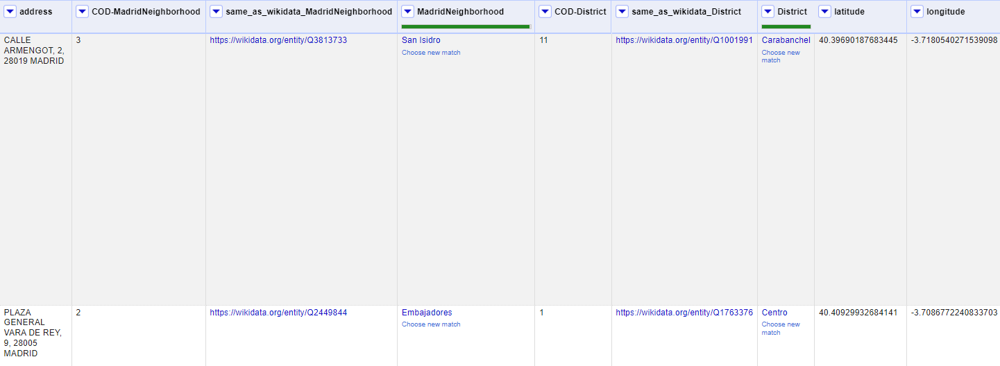 address COD-MadridNeighborhood same_as_wikidata_MadridNeighborhood MadridNeighborhood COD-District same_as_wikidata_District District latitude longitude
CALLE ARMENGOT, 2, 28019 MADRID 3 https://wikidata.org/entity/Q3813733 San Isidro 11 https://wikidata.org/entity/Q1001991 Carabanchel 40.39690187683445 -3.7180540271539098
Choose new match Choose new match
PLAZA GENERAL VARA DE REY, 9, 28005 MADRID 2 https://wikidata.org/entity/Q2449844 Embajadores 1 https://wikidata.org/entity/Q1763376 Centro 40.40929932684141 -3.7086772240833703
Choose new match Choose new match